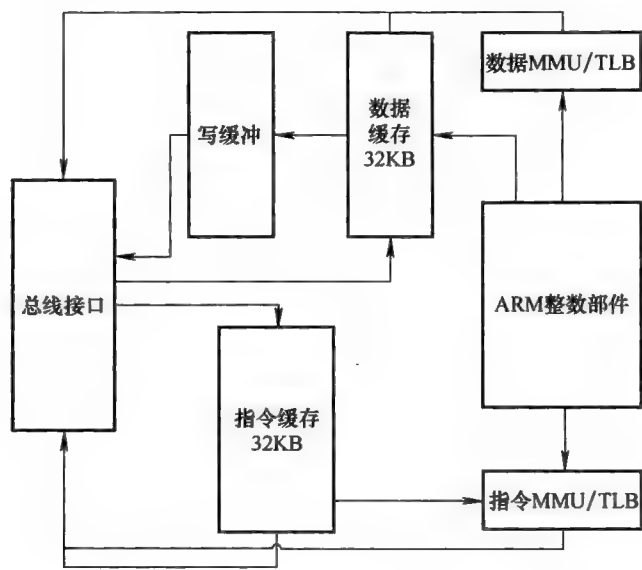 数据MMU/TLB
写缓冲
数据
缓存
32KB
总线接口
ARM整数部件
指令缓存
32KB
指令MMU/TLB